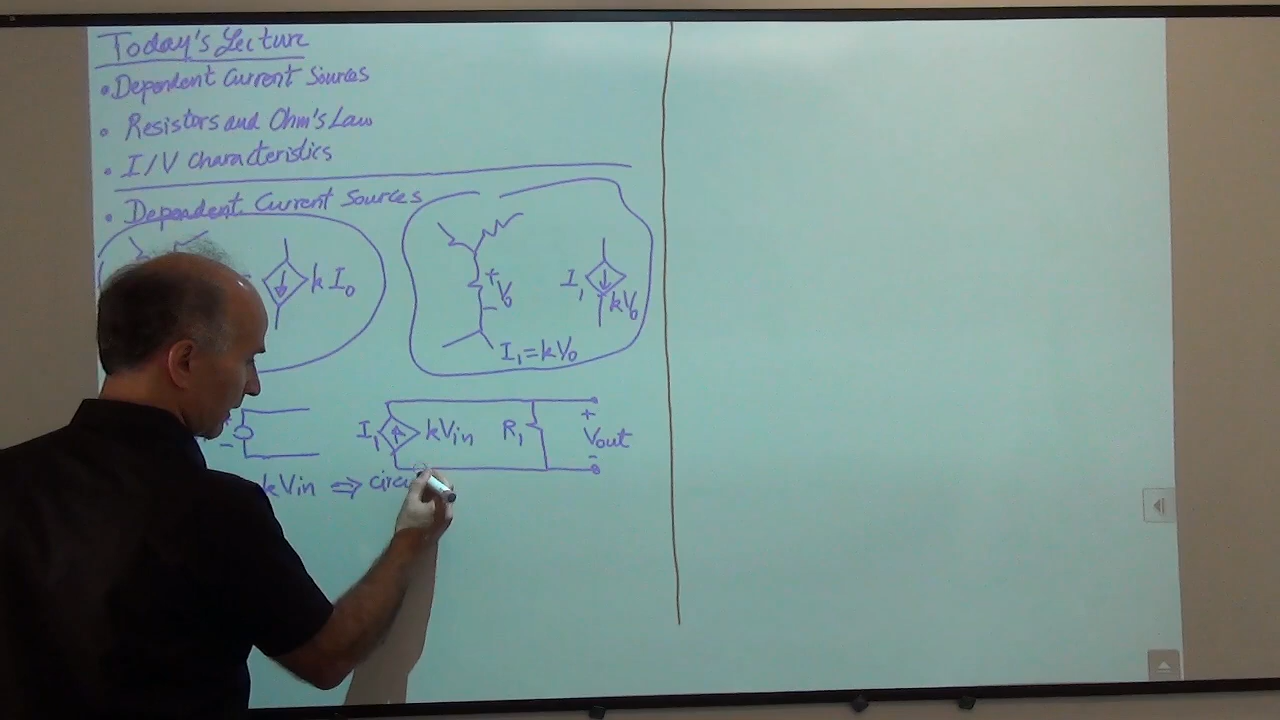 Today's Lecture
• Dependent Current Sources
• Resistors and Ohm's Law
• I/V Characteristics
• Dependent Current Sources
k I₀
+
V₀
−
I₁
kV₀
I₁ = kV₀
+
−
I₁
kVin
R₁
+
Vout
-
kVin ⇒ circu